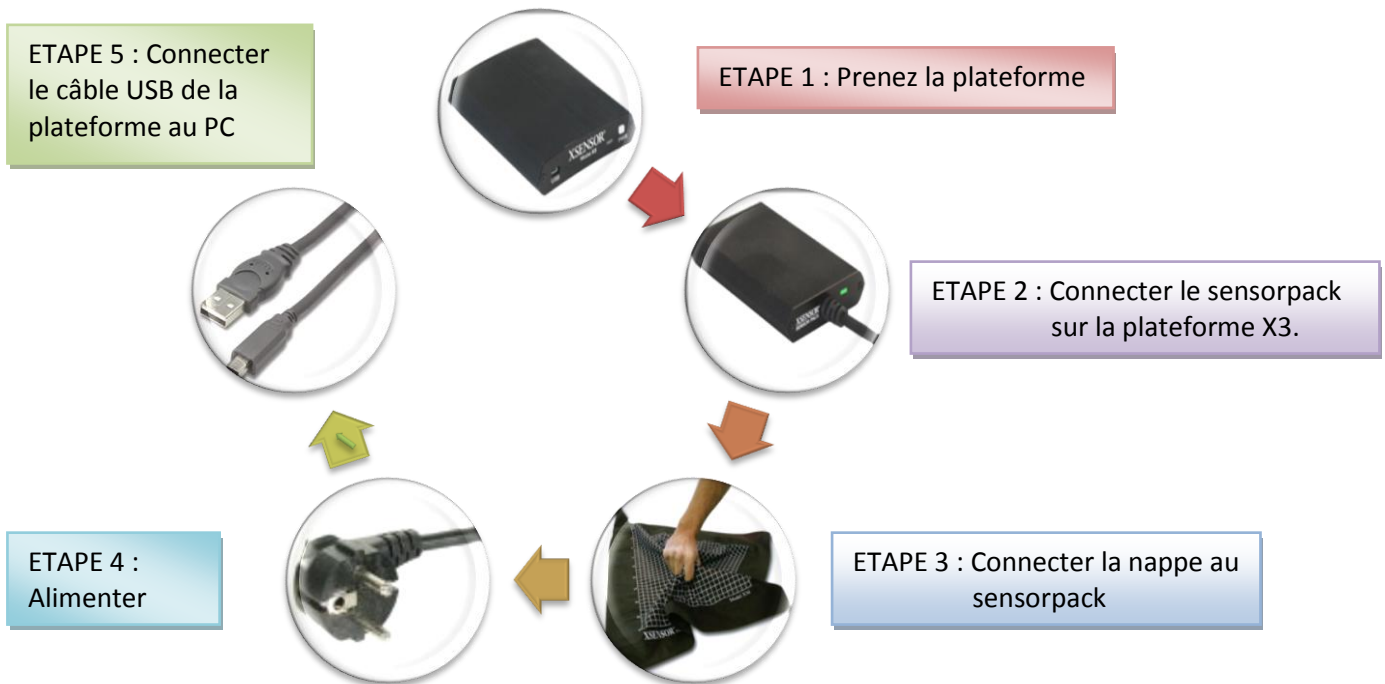 ETAPE 1 : Prenez la plateforme
XSENSOR
USB
ETAPE 2 : Connecter le sensorpack
sur la plateforme X3.
XSENSOR
ETAPE 3 : Connecter la nappe au
sensorpack
XSENSOR
ETAPE 4 :
Alimenter
ETAPE 5 : Connecter
le câble USB de la
plateforme au PC